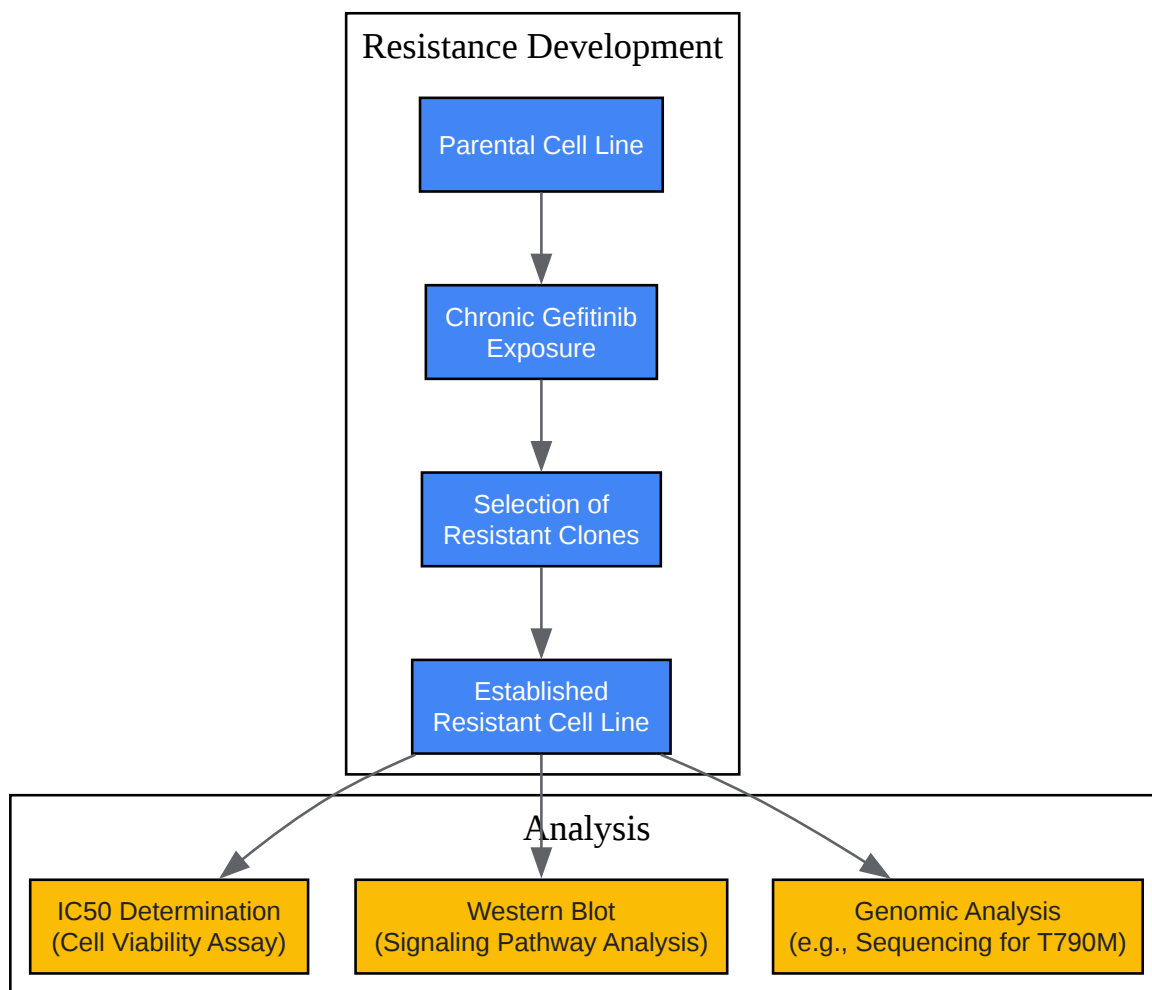 Resistance Development
Parental Cell Line
Chronic Gefitinib
Exposure
Selection of
Resistant Clones
Established
Resistant Cell Line
Analysis
IC50 Determination
(Cell Viability Assay)
Western Blot
(Signaling Pathway Analysis)
Genomic Analysis
(e.g., Sequencing for T790M)